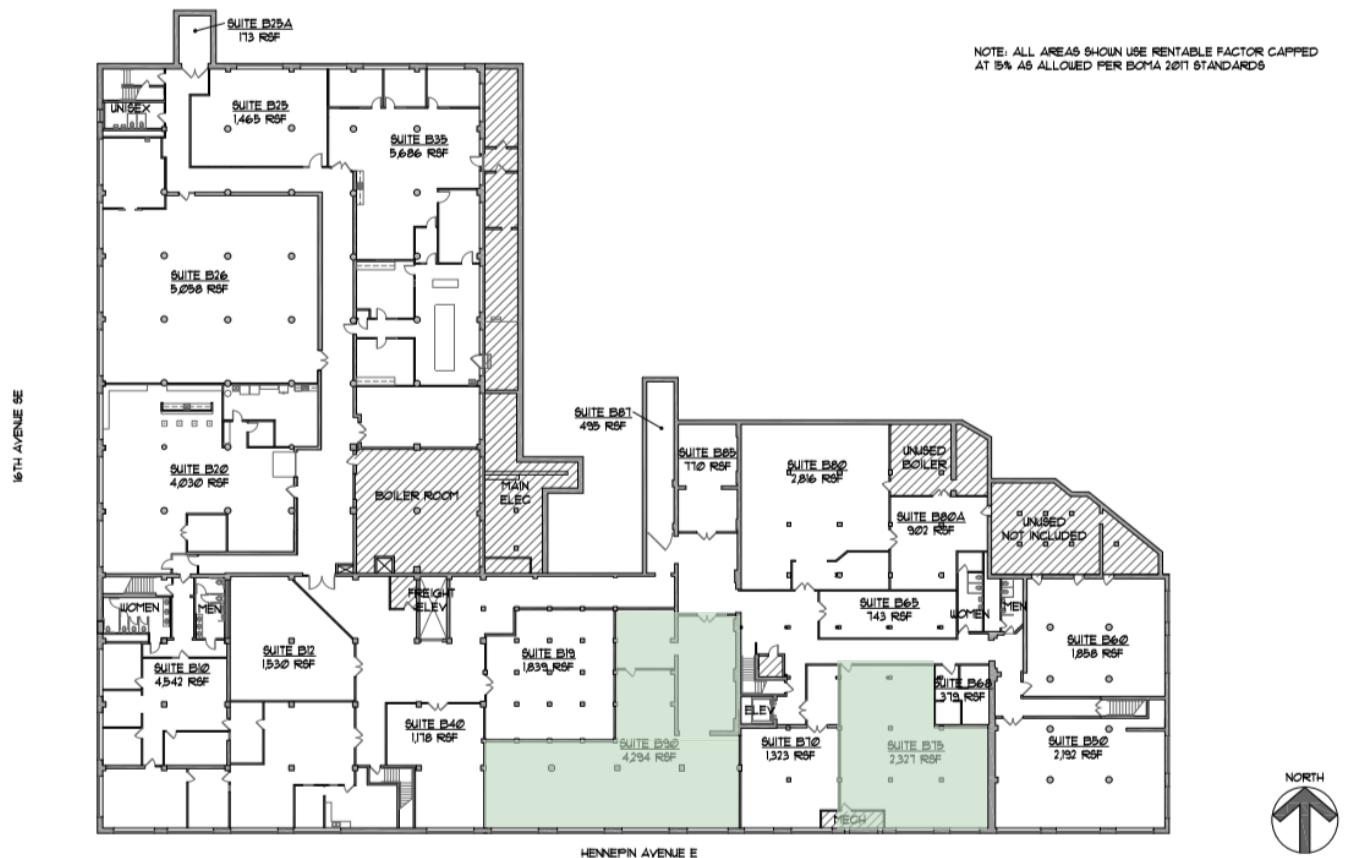 SUITE B25A
173 RSF
NOTE: ALL AREAS SHOWN USE RENTABLE FACTOR CAPPED
AT 15% AS ALLOWED PER BOMA 2017 STANDARDS
UNISEX
SUITE B25
1,465 RSF
SUITE B35
5,686 RSF
SUITE B26
5,058 RSF
16TH AVENUE SE
SUITE B87
495 RSF
SUITE B85
770 RSF
SUITE B80
2,816 RSF
UNUSED
BOILER
SUITE B20
4,030 RSF
BOILER ROOM
MAIN
ELEC
SUITE B80A
902 RSF
UNUSED
NOT INCLUDED
WOMEN
MEN
FREIGHT
ELEV
SUITE B65
743 RSF
WOMEN
MEN
SUITE B12
1,530 RSF
SUITE B10
4,542 RSF
SUITE B19
1,839 RSF
SUITE B60
1,858 RSF
SUITE B68
379 RSF
ELEV
SUITE B40
1,178 RSF
SUITE B90
4,294 RSF
SUITE B70
1,323 RSF
SUITE B75
2,327 RSF
SUITE B50
2,192 RSF
MECH
NORTH
HENNEPIN AVENUE E